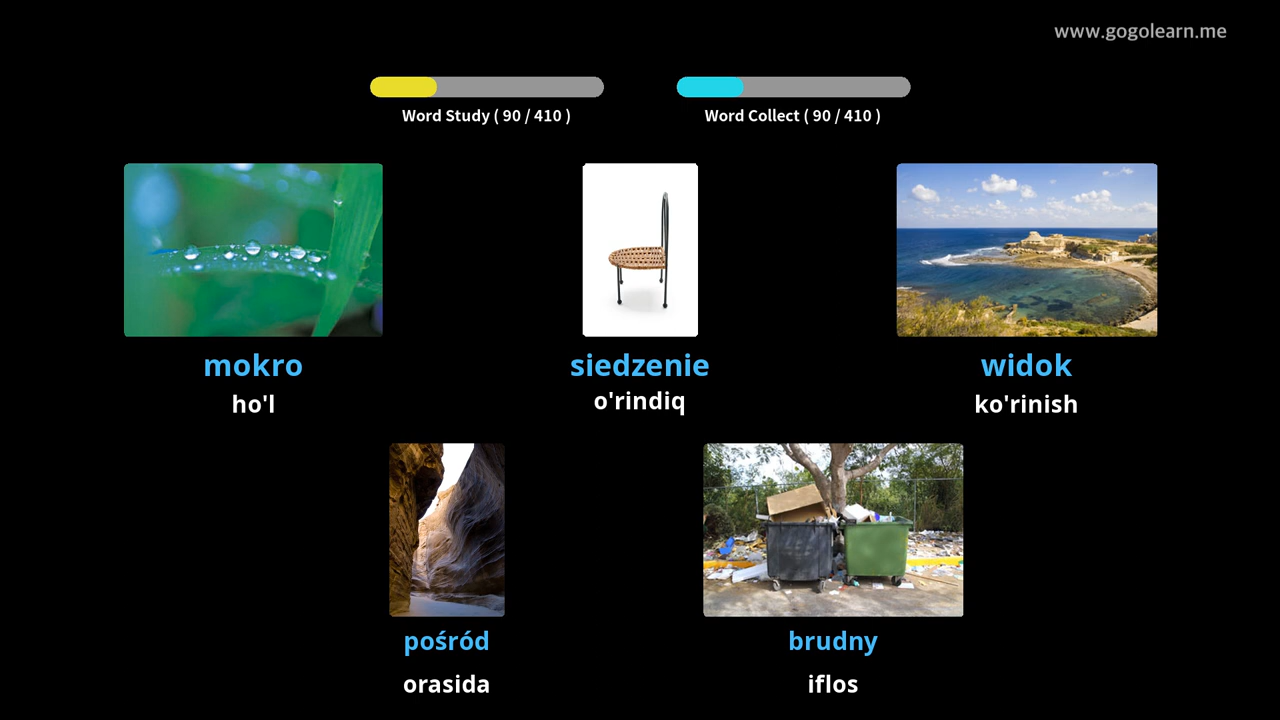 www.gogolearn.me
Word Study ( 90 / 410 )
Word Collect ( 90 / 410 )
mokro
ho'l
siedzenie
o'rindiq
widok
ko'rinish
pośród
orasida
brudny
iflos